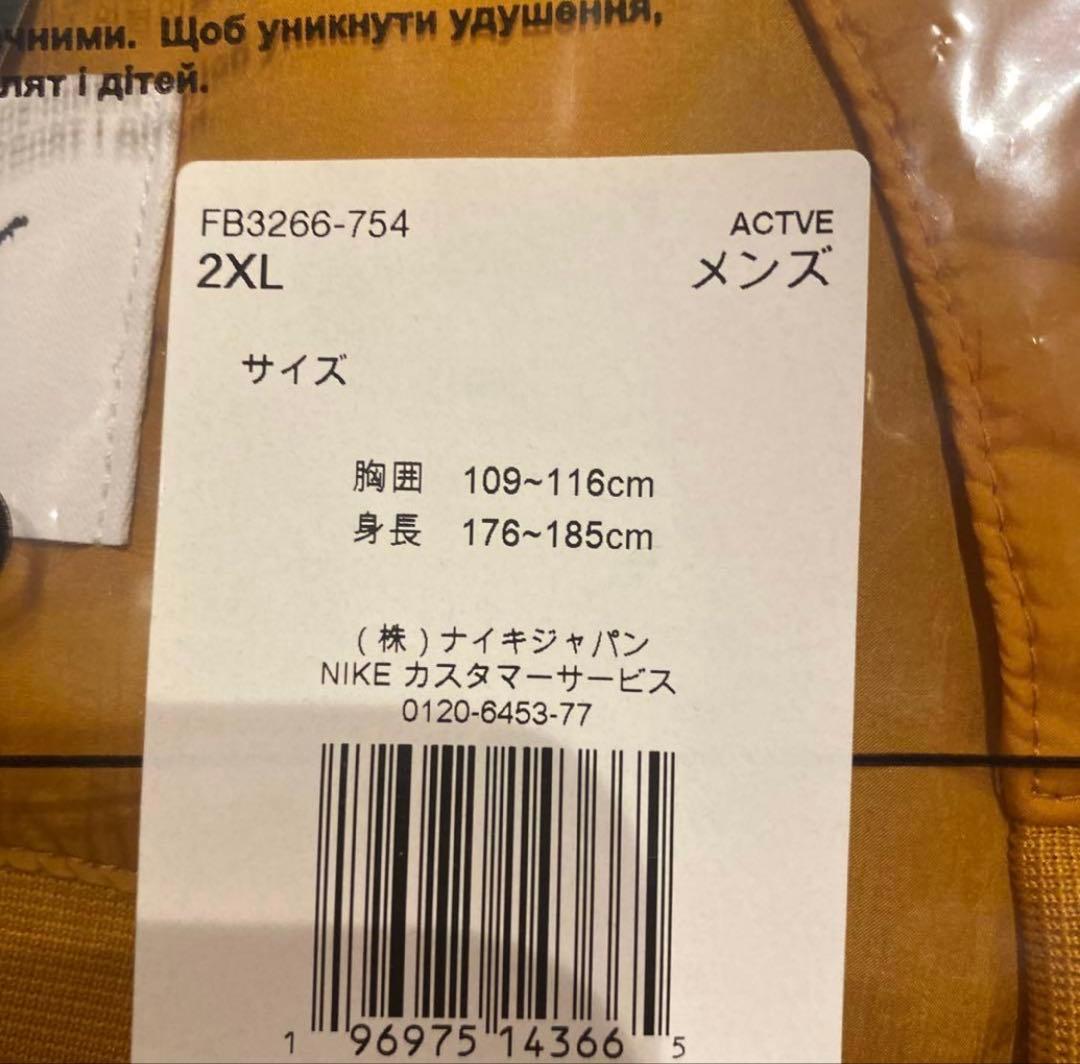 чними. Щоб уникнути удушення,
лят і дітей.
FB3266-754
ACTVE
2XL
メンズ
サイズ
胸囲 109~116cm
身長 176~185cm
(株)ナイキジャパン
NIKE カスタマーサービス
0120-6453-77
1 96975 14366 5